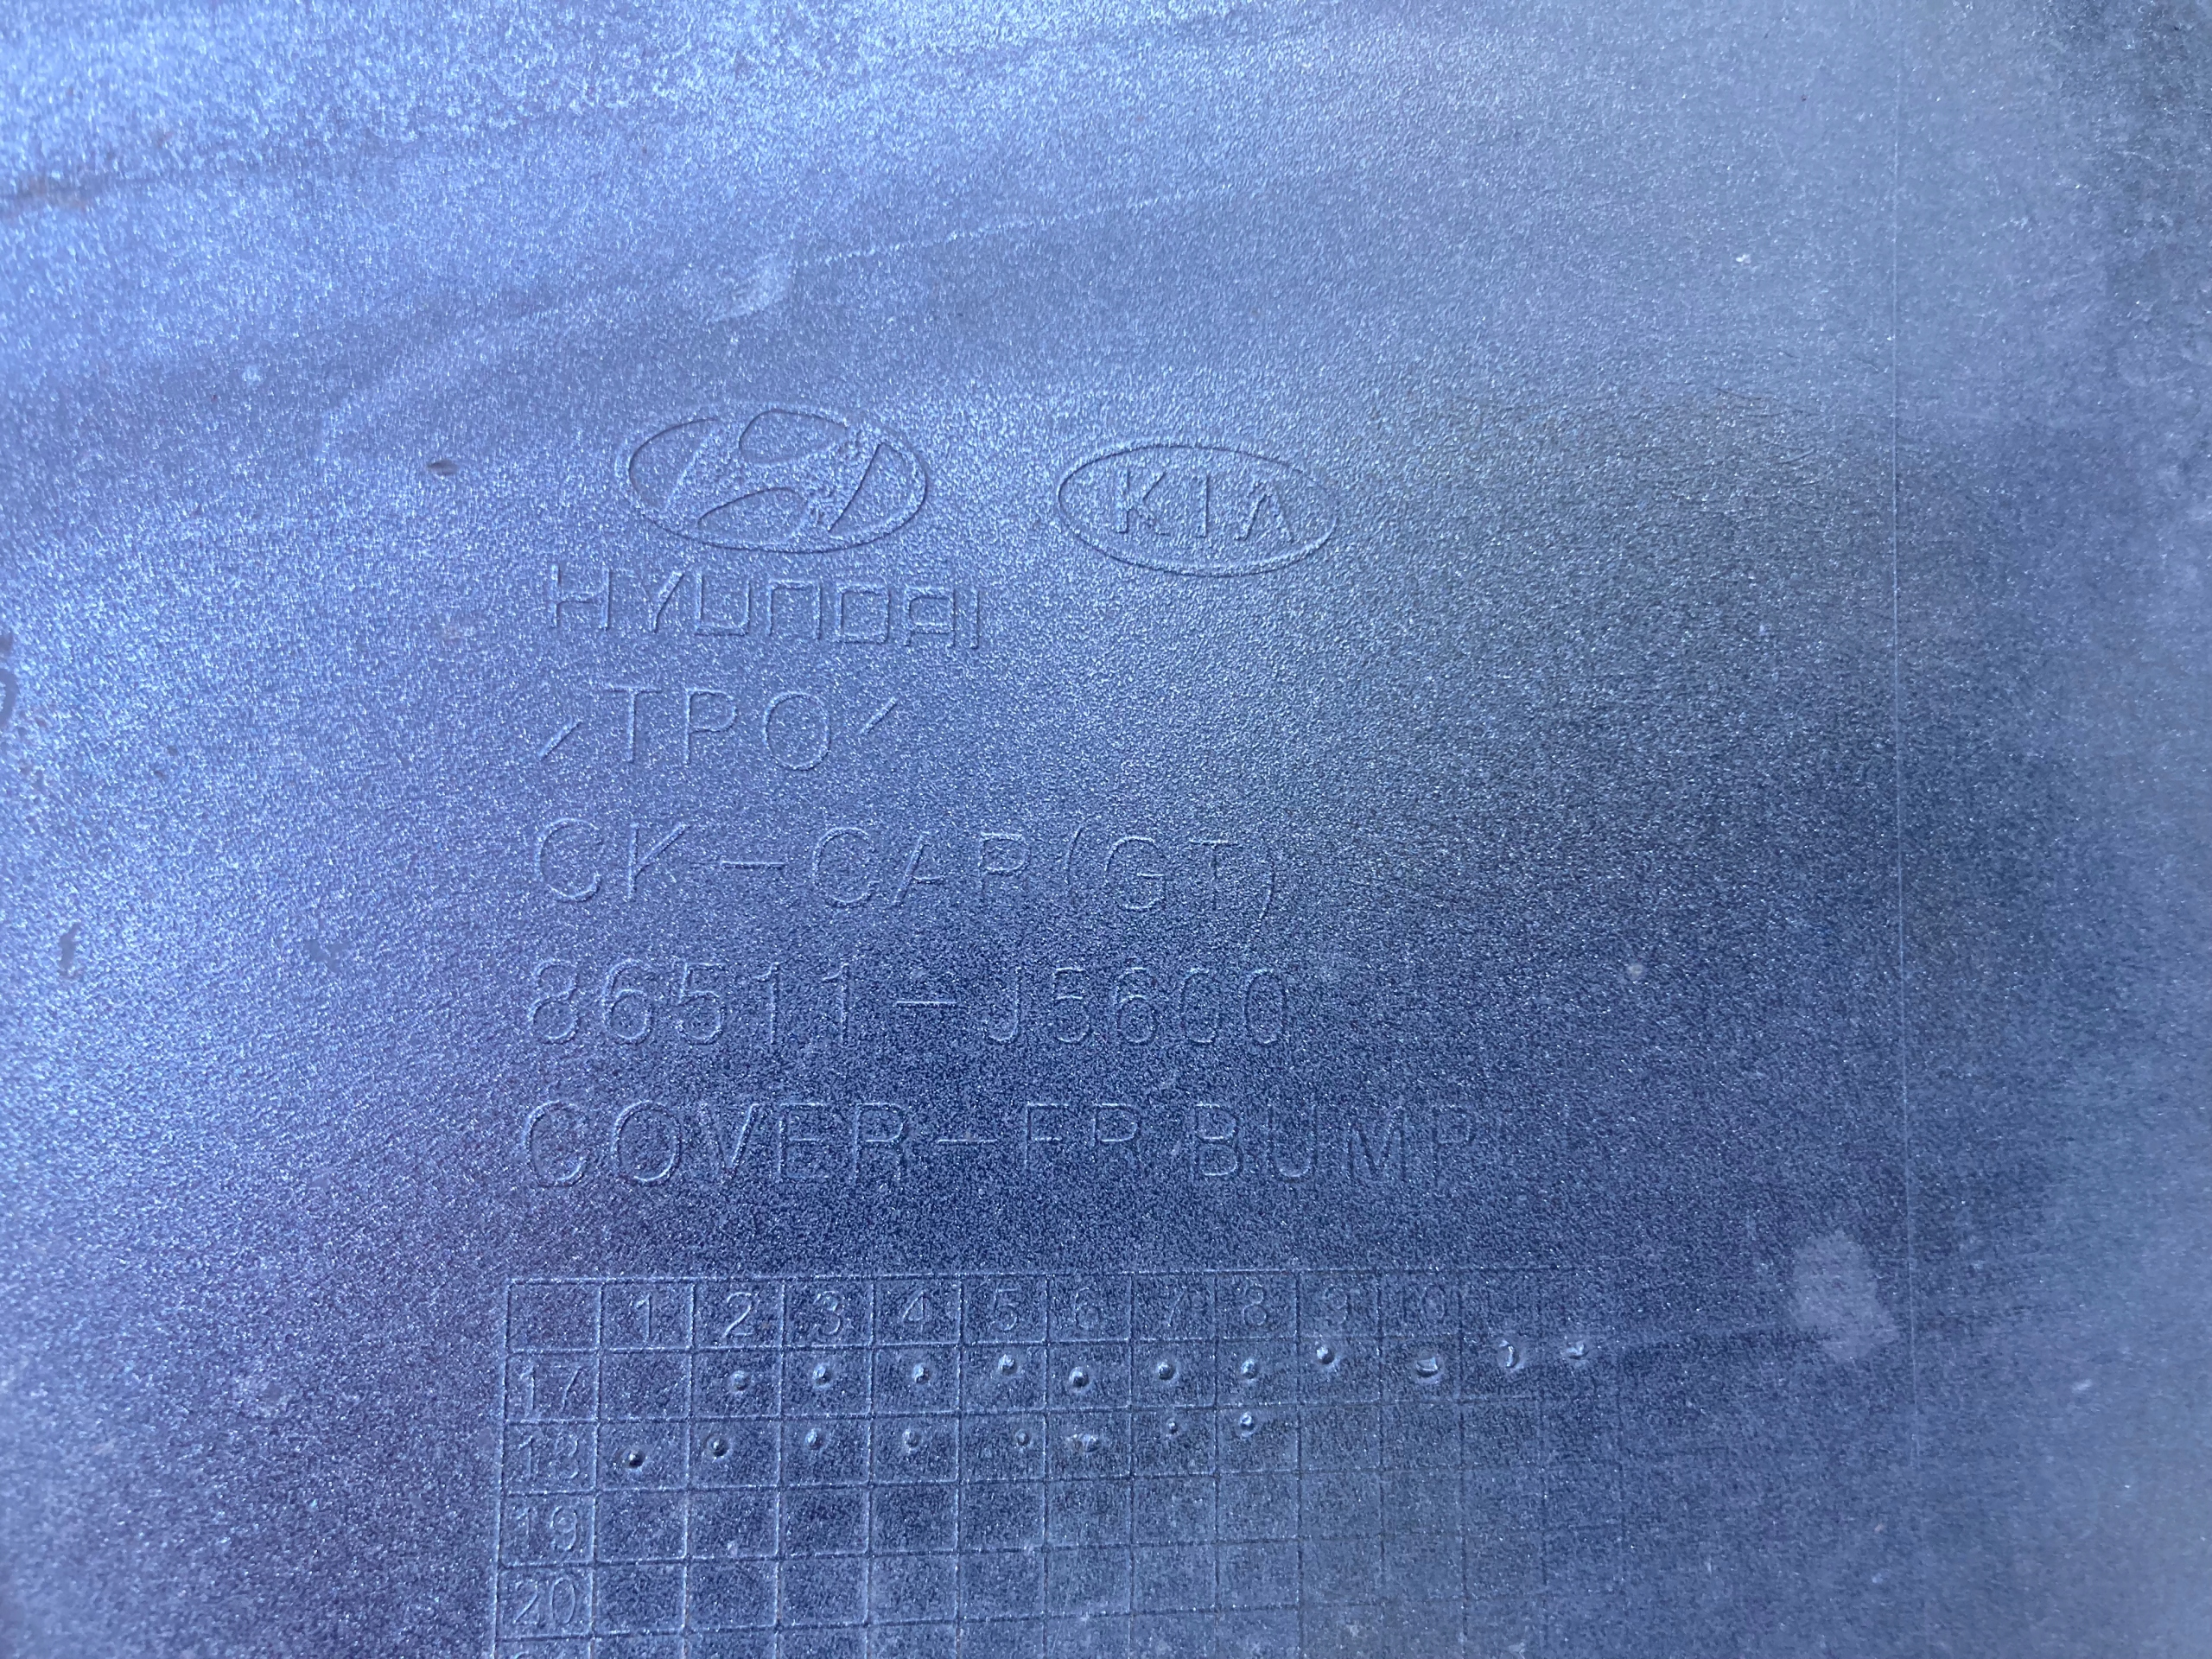 KIA
HYUNDAI
>TPO<
CK-CAR(GT)
86511-J5600
COVER-FR BUMP
1 2 3 4 5 6 7 8 9 10
17
18
19
20